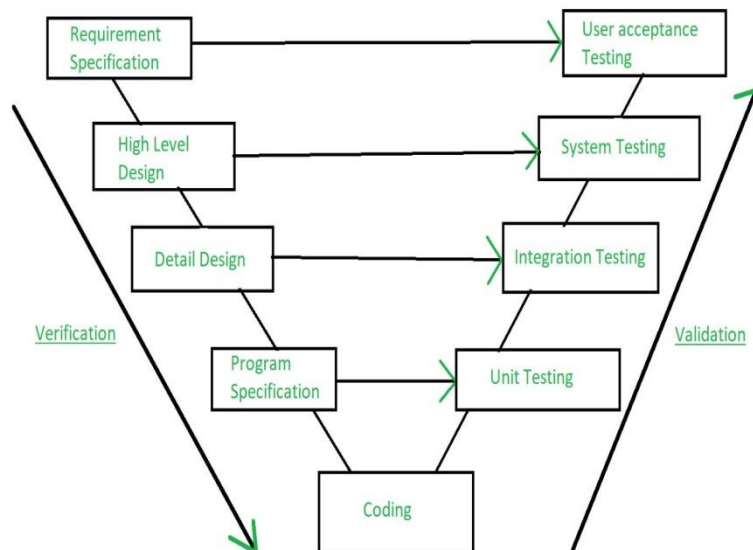 Requirement
Specification
User acceptance
Testing
High Level
Design
System Testing
Detail Design
Integration Testing
Verification
Validation
Program
Specification
Unit Testing
Coding